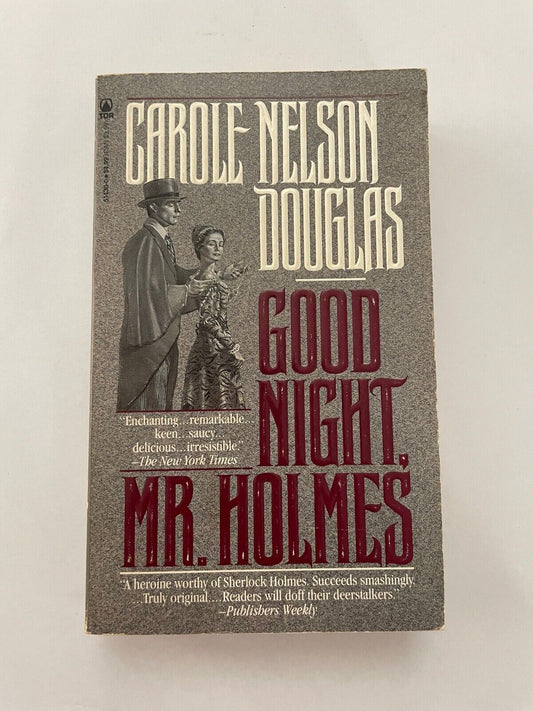 TOR
CAROLE NELSON
DOUGLAS
GOOD
NIGHT,
MR. HOLMES
"Enchanting...remarkable...
keen...saucy...
delicious...irresistible."
—The New York Times
"A heroine worthy of Sherlock Holmes. Succeeds smashingly.
...Truly original....Readers will doff their deerstalkers."
—Publishers Weekly